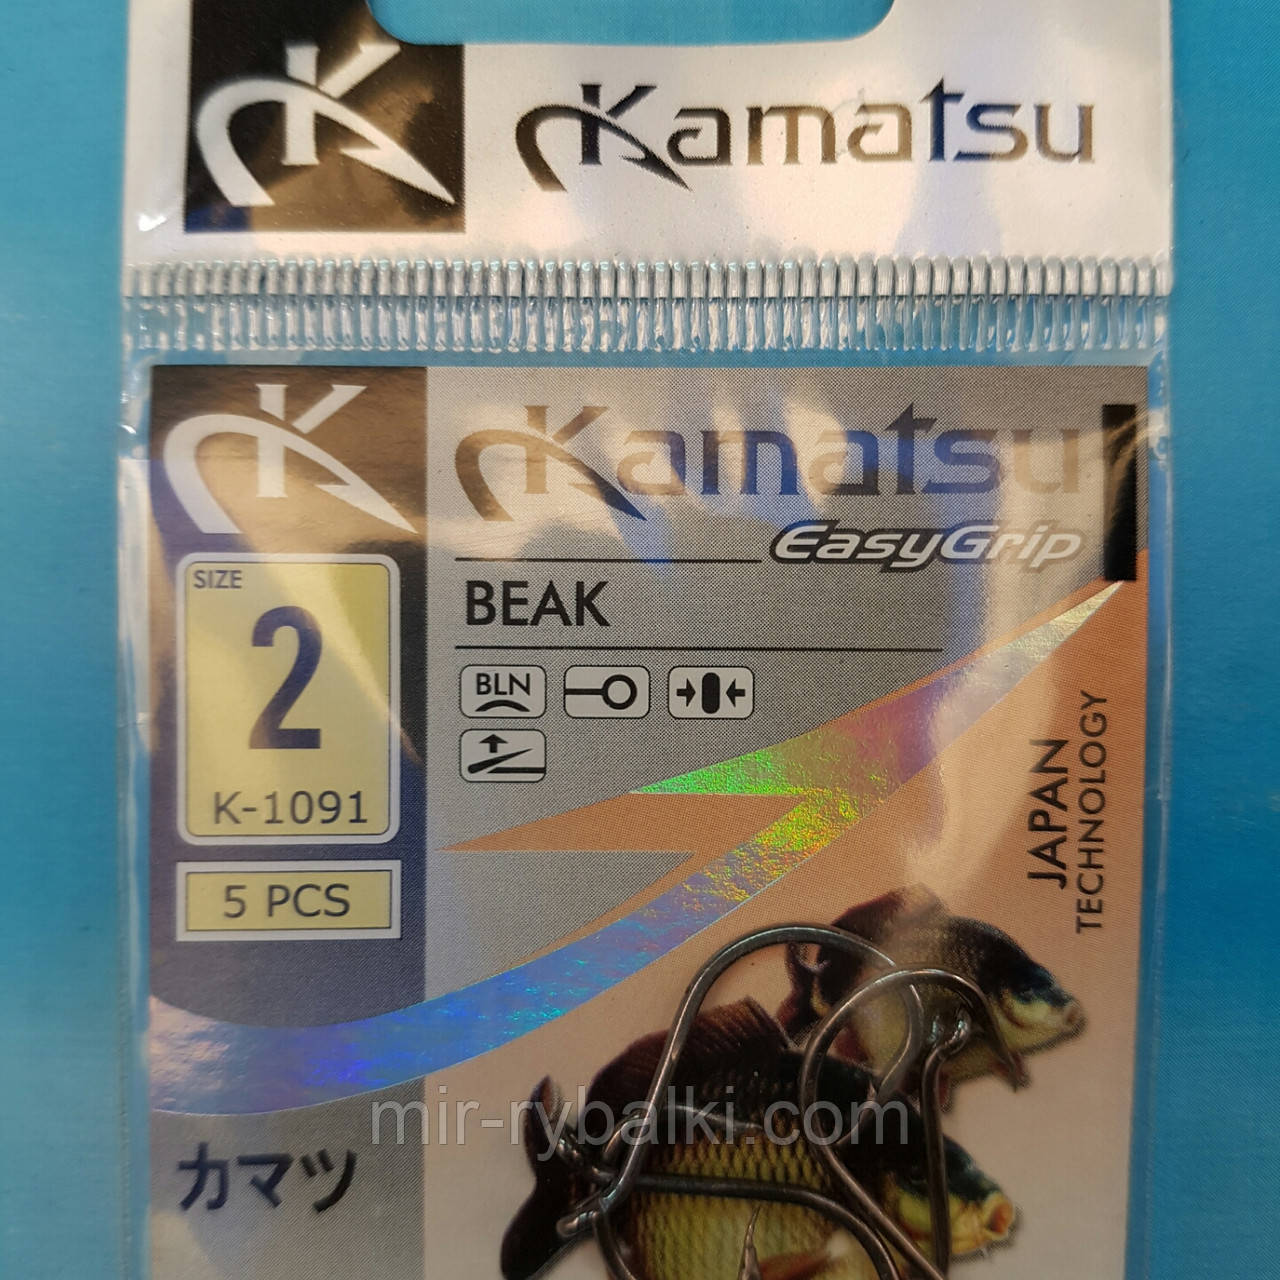 Kamatsu
Kamatsu
EasyGrip
SIZE
2
K-1091
5 PCS
BEAK
BLN
JAPAN
TECHNOLOGY
mir-rybalki.com
カマツ